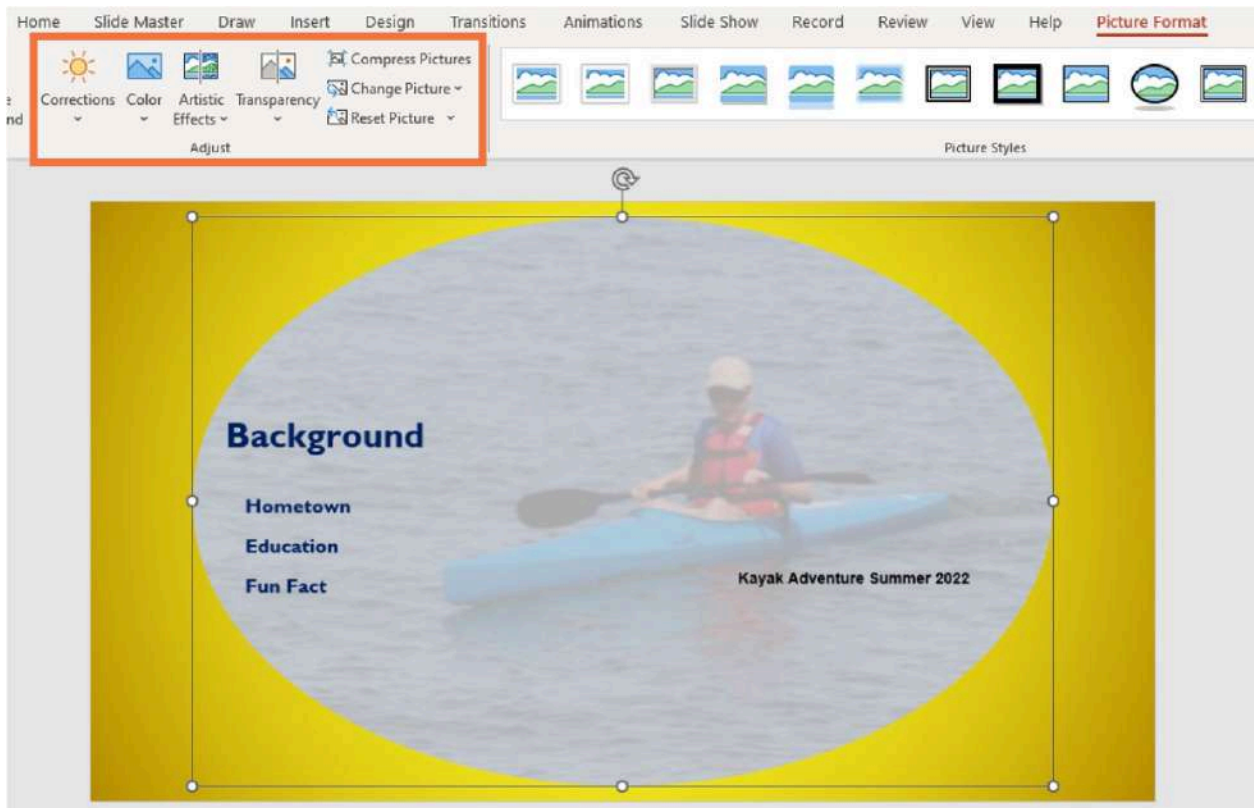 Home Slide Master Draw Insert Design Transitions Animations Slide Show Record Review View Help Picture Format
Corrections Color Artistic Effects Transparency
Compress Pictures
Change Picture
Reset Picture
Adjust
Picture Styles
Background
Hometown
Education
Fun Fact
Kayak Adventure Summer 2022